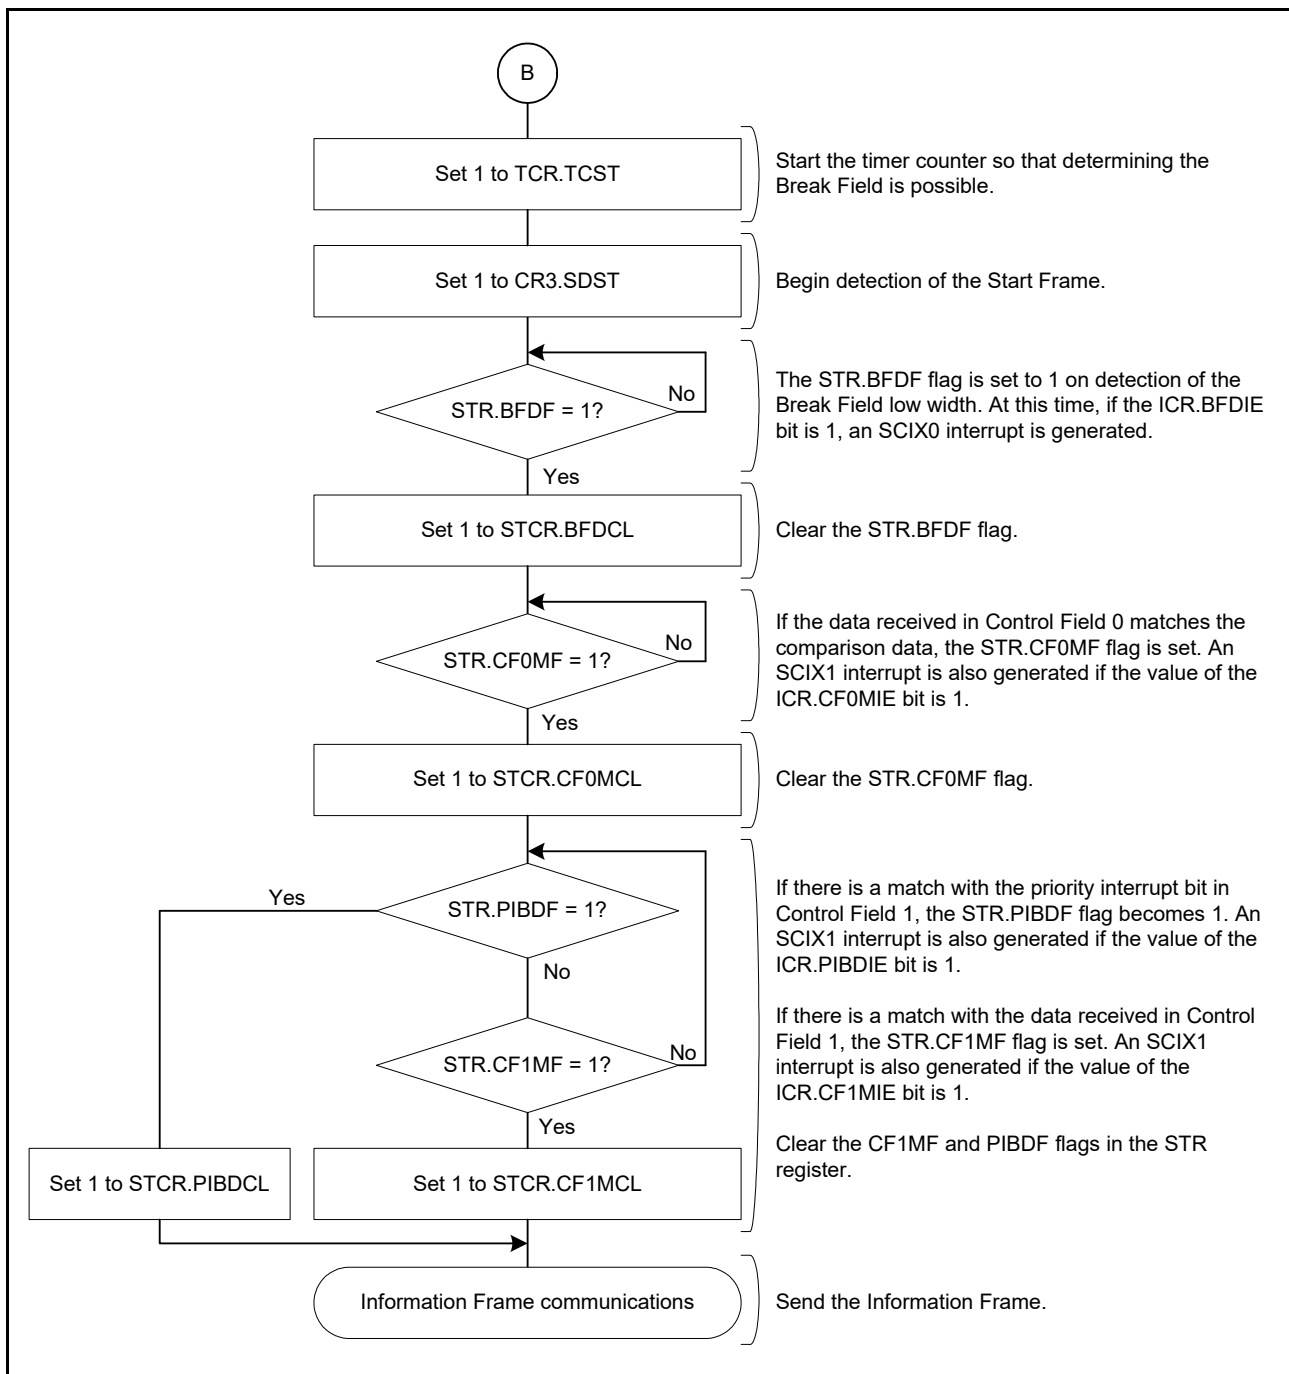 B
Set 1 to TCR.TCST
Start the timer counter so that determining the
Break Field is possible.
Set 1 to CR3.SDST
Begin detection of the Start Frame.
STR.BFDF = 1?
No
Yes
The STR.BFDF flag is set to 1 on detection of the
Break Field low width. At this time, if the ICR.BFDIE
bit is 1, an SCIX0 interrupt is generated.
Set 1 to STCR.BFDCL
Clear the STR.BFDF flag.
STR.CF0MF = 1?
No
Yes
If the data received in Control Field 0 matches the
comparison data, the STR.CF0MF flag is set. An
SCIX1 interrupt is also generated if the value of the
ICR.CF0MIE bit is 1.
Set 1 to STCR.CF0MCL
Clear the STR.CF0MF flag.
Yes
STR.PIBDF = 1?
No
If there is a match with the priority interrupt bit in
Control Field 1, the STR.PIBDF flag becomes 1. An
SCIX1 interrupt is also generated if the value of the
ICR.PIBDIE bit is 1.
STR.CF1MF = 1?
No
Yes
If there is a match with the data received in Control
Field 1, the STR.CF1MF flag is set. An SCIX1
interrupt is also generated if the value of the
ICR.CF1MIE bit is 1.
Set 1 to STCR.PIBDCL
Set 1 to STCR.CF1MCL
Clear the CF1MF and PIBDF flags in the STR
register.
Information Frame communications
Send the Information Frame.